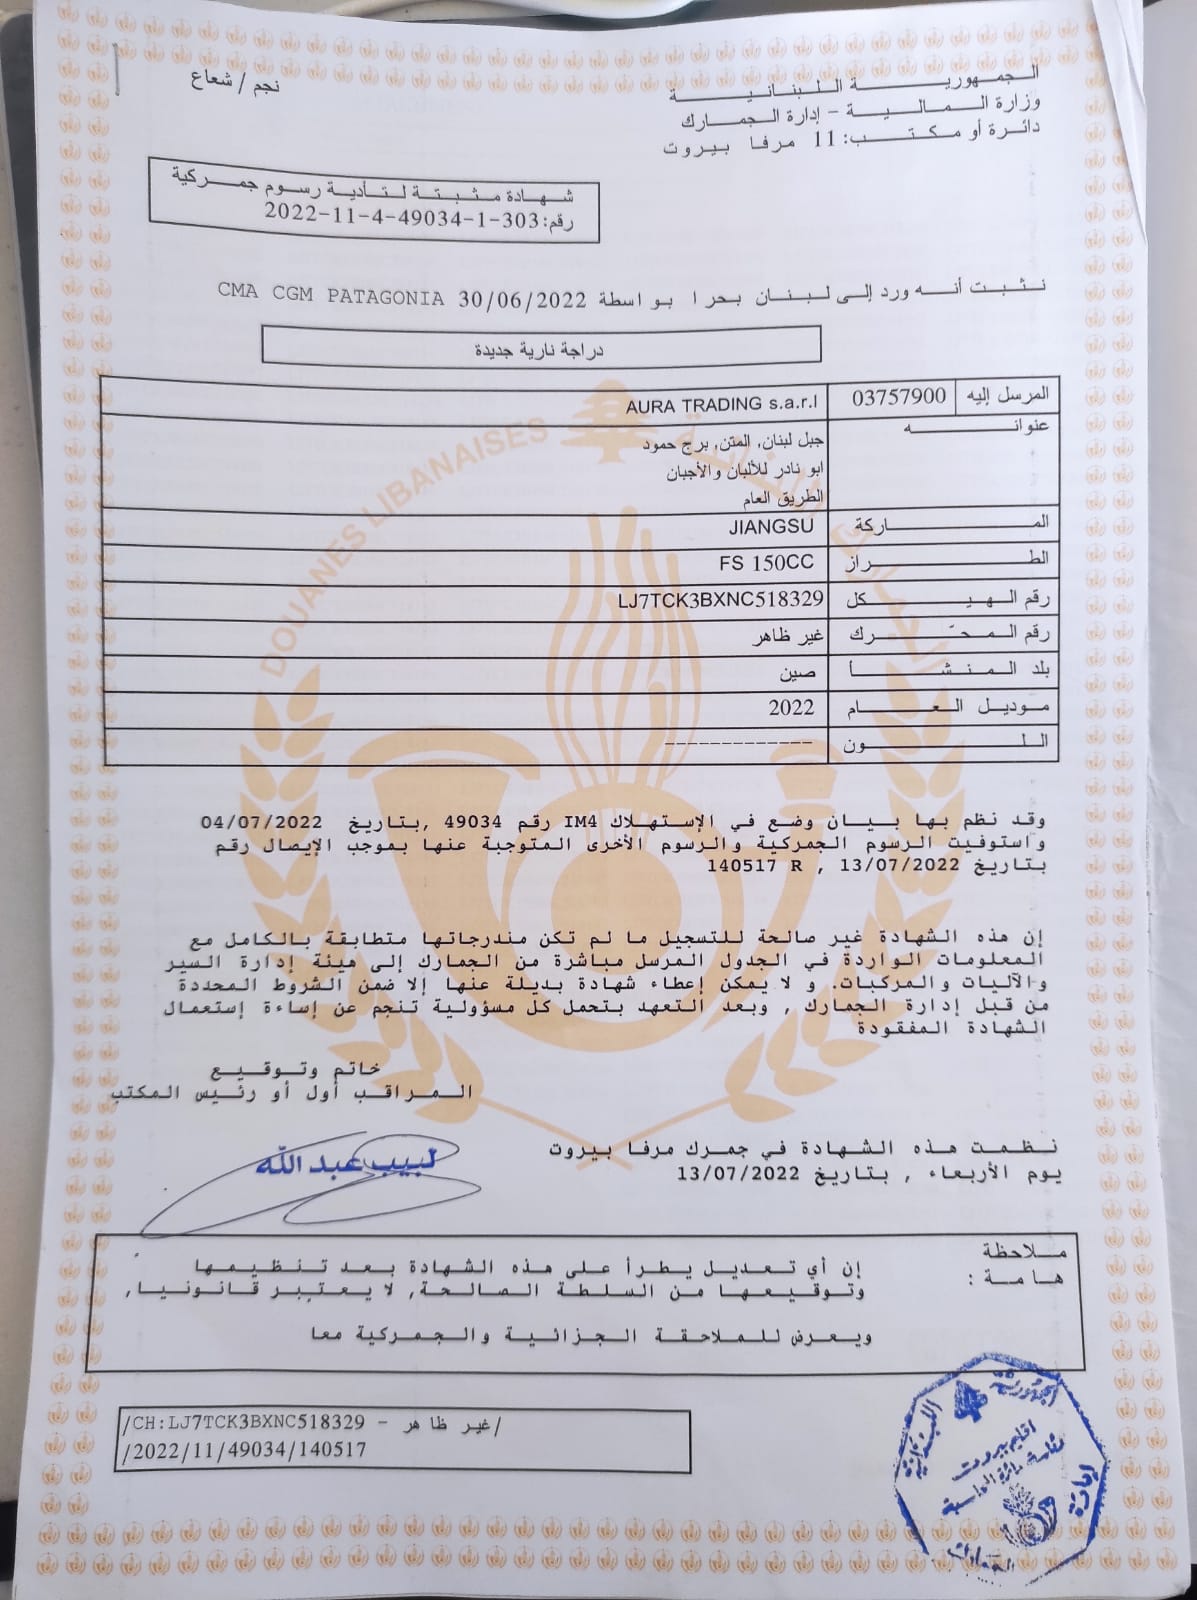 الجمهورية اللبنانية
وزارة المالية - إدارة الجمارك
دائرة أو مكتب: 11 مرفا بيروت
نجم / شعاع
شهادة مثبتة لتأدية رسوم جمركية
رقم: 2022-11-4-49034-1-303
نثبت أنه ورد إلى لبنان بحرا بواسطة CMA CGM PATAGONIA 30/06/2022
دراجة نارية جديدة
المرسل إليه 03757900 AURA TRADING s.a.r.l
عنوانه جبل لبنان, المتن, برج حمود
ابو نادر للألبان والأجبان
الطريق العام
الماركة JIANGSU
الطراز FS 150CC
رقم الهيكل LJ7TCK3BXNC518329
رقم المحرّك غير ظاهر
بلد المنشأ صين
موديل العام 2022
اللون -------------
DOUANES LIBANAISES
وقد نظم بها بيان وضع في الإستهلاك IM4 رقم 49034 ,بتاريخ 04/07/2022
واستوفيت الرسوم الجمركية والرسوم الأخرى المتوجبة عنها بموجب الإيصال رقم
140517 R , بتاريخ 13/07/2022
إن هذه الشهادة غير صالحة للتسجيل ما لم تكن مندرجاتها متطابقة بالكامل مع
المعلومات الواردة في الجدول المرسل مباشرة من الجمارك إلى هيئة إدارة السير
والآليات والمركبات. و لا يمكن إعطاء شهادة بديلة عنها إلا ضمن الشروط المحددة
من قبل إدارة الجمارك , وبعد التعهد بتحمل كل مسؤولية تنجم عن إساءة إستعمال
الشهادة المفقودة
خاتم وتوقيع
المراقب أول أو رئيس المكتب
لبيب عبد الله
نظمت هذه الشهادة في جمرك مرفا بيروت
يوم الأربعاء , بتاريخ 13/07/2022
ملاحظة هامة :
إن أي تعديل يطرأ على هذه الشهادة بعد تنظيمها
وتوقيعها من السلطة الصالحة, لا يعتبر قانونيا,
ويعرض للملاحقة الجزائية والجمركية معا
/CH:LJ7TCK3BXNC518329 - غير ظاهر/
/2022/11/49034/140517
الجمهورية اللبنانية
اقليم بيروت
إدارة الجمارك